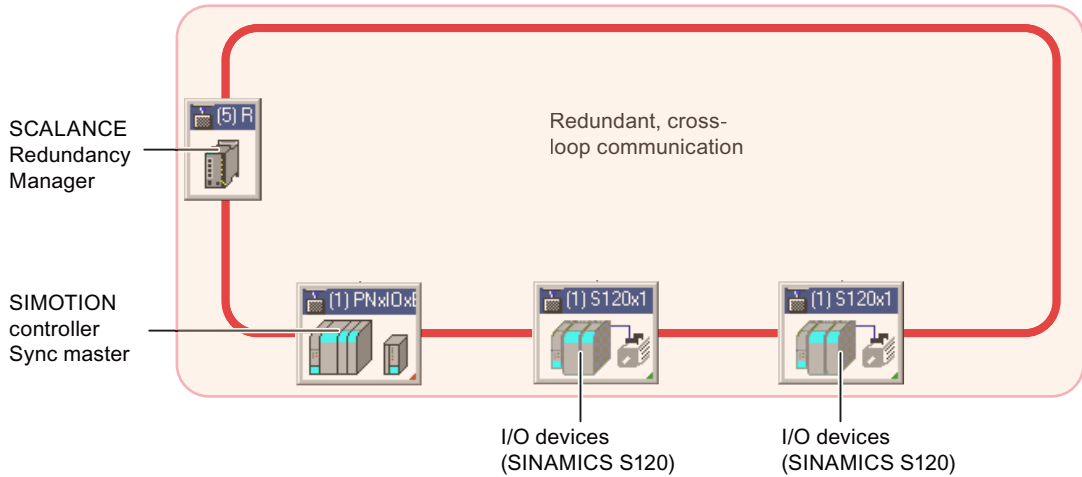 (5) R
SCALANCE
Redundancy
Manager
Redundant, cross-
loop communication
SIMOTION
controller
Sync master
(1) PNxIOxE
(1) S120x1
(1) S120x1
I/O devices
(SINAMICS S120)
I/O devices
(SINAMICS S120)